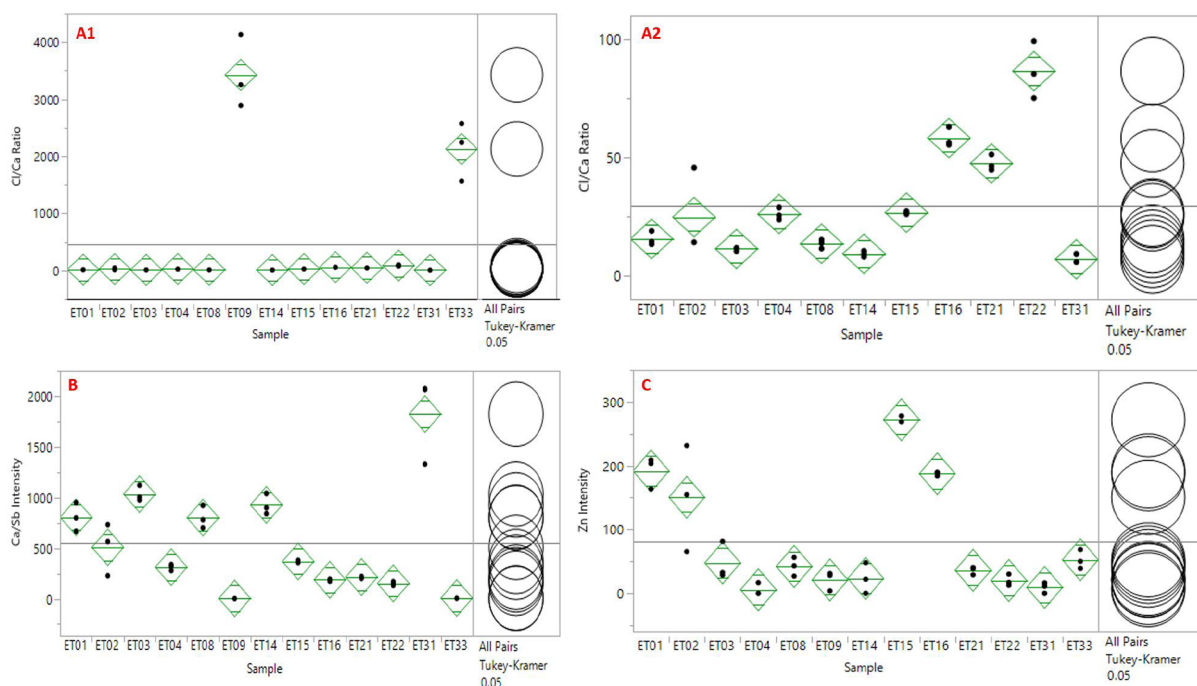 A1
Cl/Ca Ratio
4000
3000
2000
1000
0
ET01 ET02 ET03 ET04 ET08 ET09 ET14 ET15 ET16 ET21 ET22 ET31 ET33
Sample
All Pairs
Tukey-Kramer
0.05
A2
Cl/Ca Ratio
100
50
0
ET01 ET02 ET03 ET04 ET08 ET14 ET15 ET16 ET21 ET22 ET31
Sample
All Pairs
Tukey-Kramer
0.05
B
Ca/Sb Intensity
2000
1500
1000
500
0
ET01 ET02 ET03 ET04 ET08 ET09 ET14 ET15 ET16 ET21 ET22 ET31 ET33
Sample
All Pairs
Tukey-Kramer
0.05
C
Zn Intensity
300
200
100
0
ET01 ET02 ET03 ET04 ET08 ET09 ET14 ET15 ET16 ET21 ET22 ET31 ET33
Sample
All Pairs
Tukey-Kramer
0.05